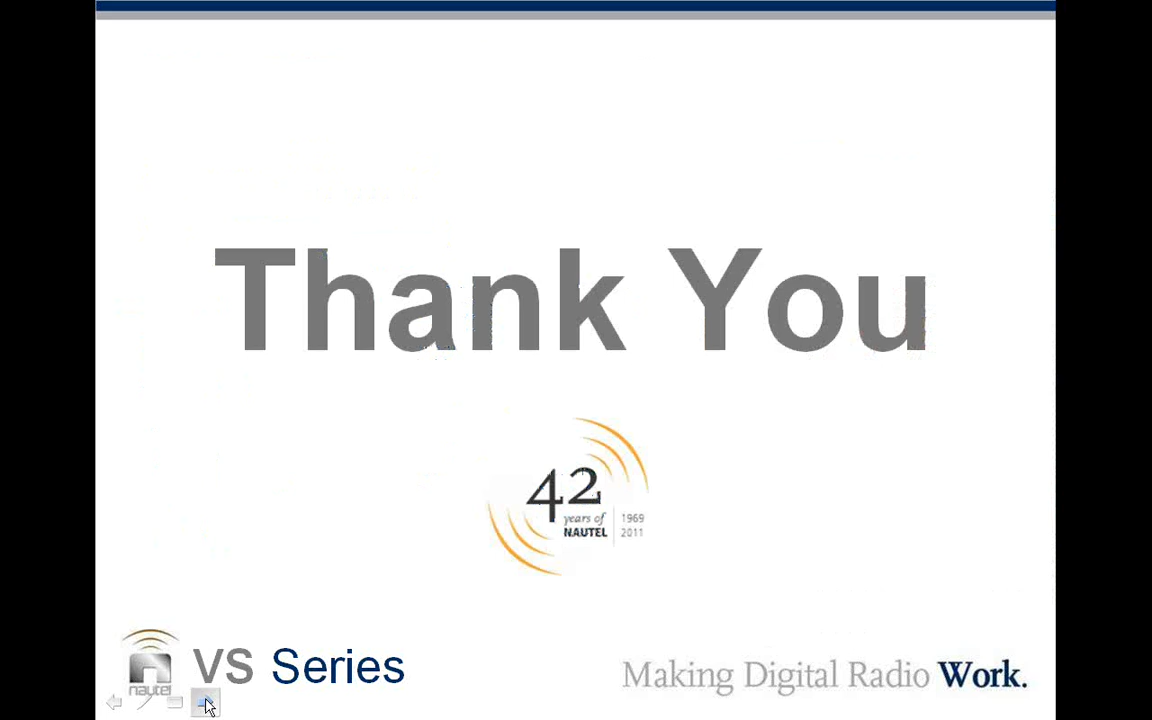 Thank You
42
years of
NAUTEL
1969
2011
nautel
VS Series
Making Digital Radio Work.